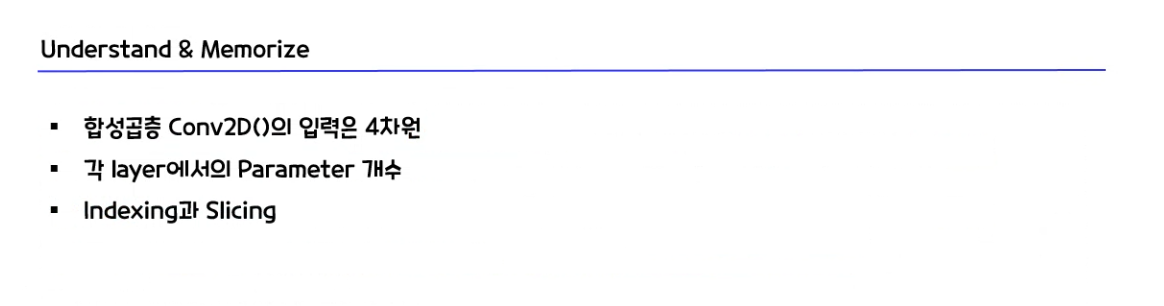 Understand & Memorize
▪ 합성곱층 Conv2D()의 입력은 4차원
▪ 각 layer에서의 Parameter 개수
▪ Indexing과 Slicing